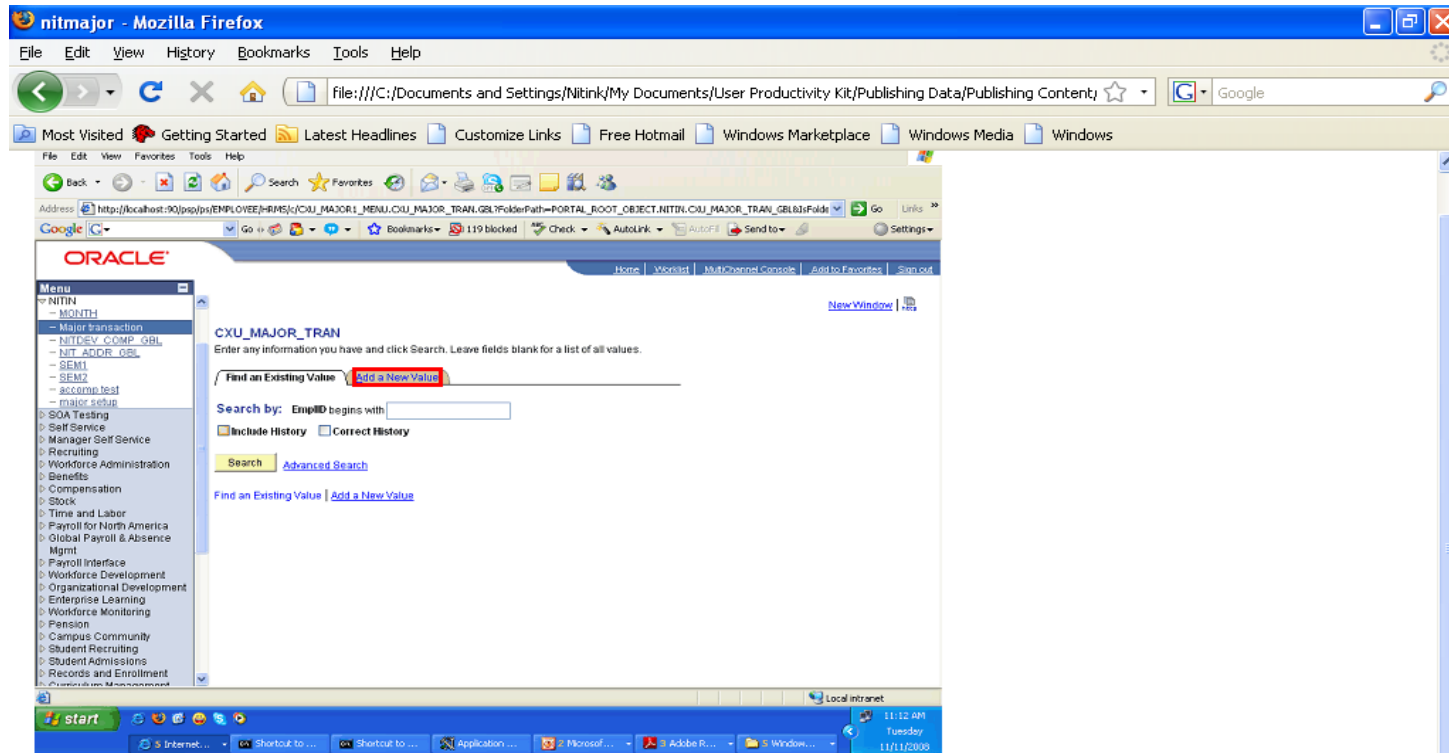 nitmajor - Mozilla Firefox
File Edit View History Bookmarks Tools Help
file:///C:/Documents and Settings/Nitink/My Documents/User Productivity Kit/Publishing Data/Publishing Content/
G Google
Most Visited Getting Started Latest Headlines Customize Links Free Hotmail Windows Marketplace Windows Media Windows
File Edit View Favorites Tools Help
Back Search Favorites
Address http://localhost:90/psp/ps/EMPLOYEE/HRMS/c/CXU_MAJOR1_MENU.CXU_MAJOR_TRAN.GBL?FolderPath=PORTAL_ROOT_OBJECT.NITIN.CXU_MAJOR_TRAN_GBL&IsFolde Go Links »
Google G Go Bookmarks 119 blocked Check AutoLink AutoFill Send to Settings
ORACLE
Home Worklist MultiChannel Console Add to Favorites Sign out
Menu
NITIN
– MONTH
– Major transaction
– NITDEV_COMP_GBL
– NIT_ADDR_GBL
– SEM1
– SEM2
– accomp test
– major setup
SOA Testing
Self Service
Manager Self Service
Recruiting
Workforce Administration
Benefits
Compensation
Stock
Time and Labor
Payroll for North America
Global Payroll & Absence
Mgmt
Payroll Interface
Workforce Development
Organizational Development
Enterprise Learning
Workforce Monitoring
Pension
Campus Community
Student Recruiting
Student Admissions
Records and Enrollment
Curriculum Management
New Window
CXU_MAJOR_TRAN
Enter any information you have and click Search. Leave fields blank for a list of all values.
Find an Existing Value Add a New Value
Search by: EmplID begins with
Include History Correct History
Search Advanced Search
Find an Existing Value | Add a New Value
Local intranet
start
5 Internet... Shortcut to ... Shortcut to ... Application ... 2 Microsof... 3 Adobe R... 5 Window...
11:12 AM
Tuesday
11/11/2008